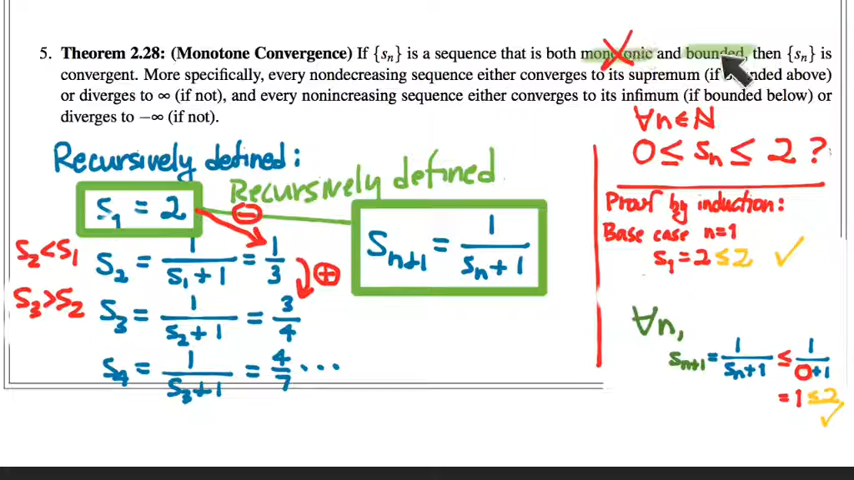 5. Theorem 2.28: (Monotone Convergence) If {sₙ} is a sequence that is both monotonic and bounded, then {sₙ} is
convergent. More specifically, every nondecreasing sequence either converges to its supremum (if bounded above)
or diverges to ∞ (if not), and every nonincreasing sequence either converges to its infimum (if bounded below) or
diverges to −∞ (if not).
Recursively defined:
Recursively defined
s₁ = 2
⊖
sₙ₊₁ = 1/(sₙ+1)
s₂<s₁
s₂ = 1/(s₁+1) = 1/3
⊕
s₃>s₂
s₃ = 1/(s₂+1) = 3/4
s₄ = 1/(s₃+1) = 4/7 ...
∀n∈ℕ
0 ≤ sₙ ≤ 2 ?
Proof by induction:
Base case n=1
s₁ = 2 ≤ 2 ✓
∀n,
sₙ₊₁ = 1/(sₙ+1) ≤ 1/(0+1)
= 1 ≤ 2
✓